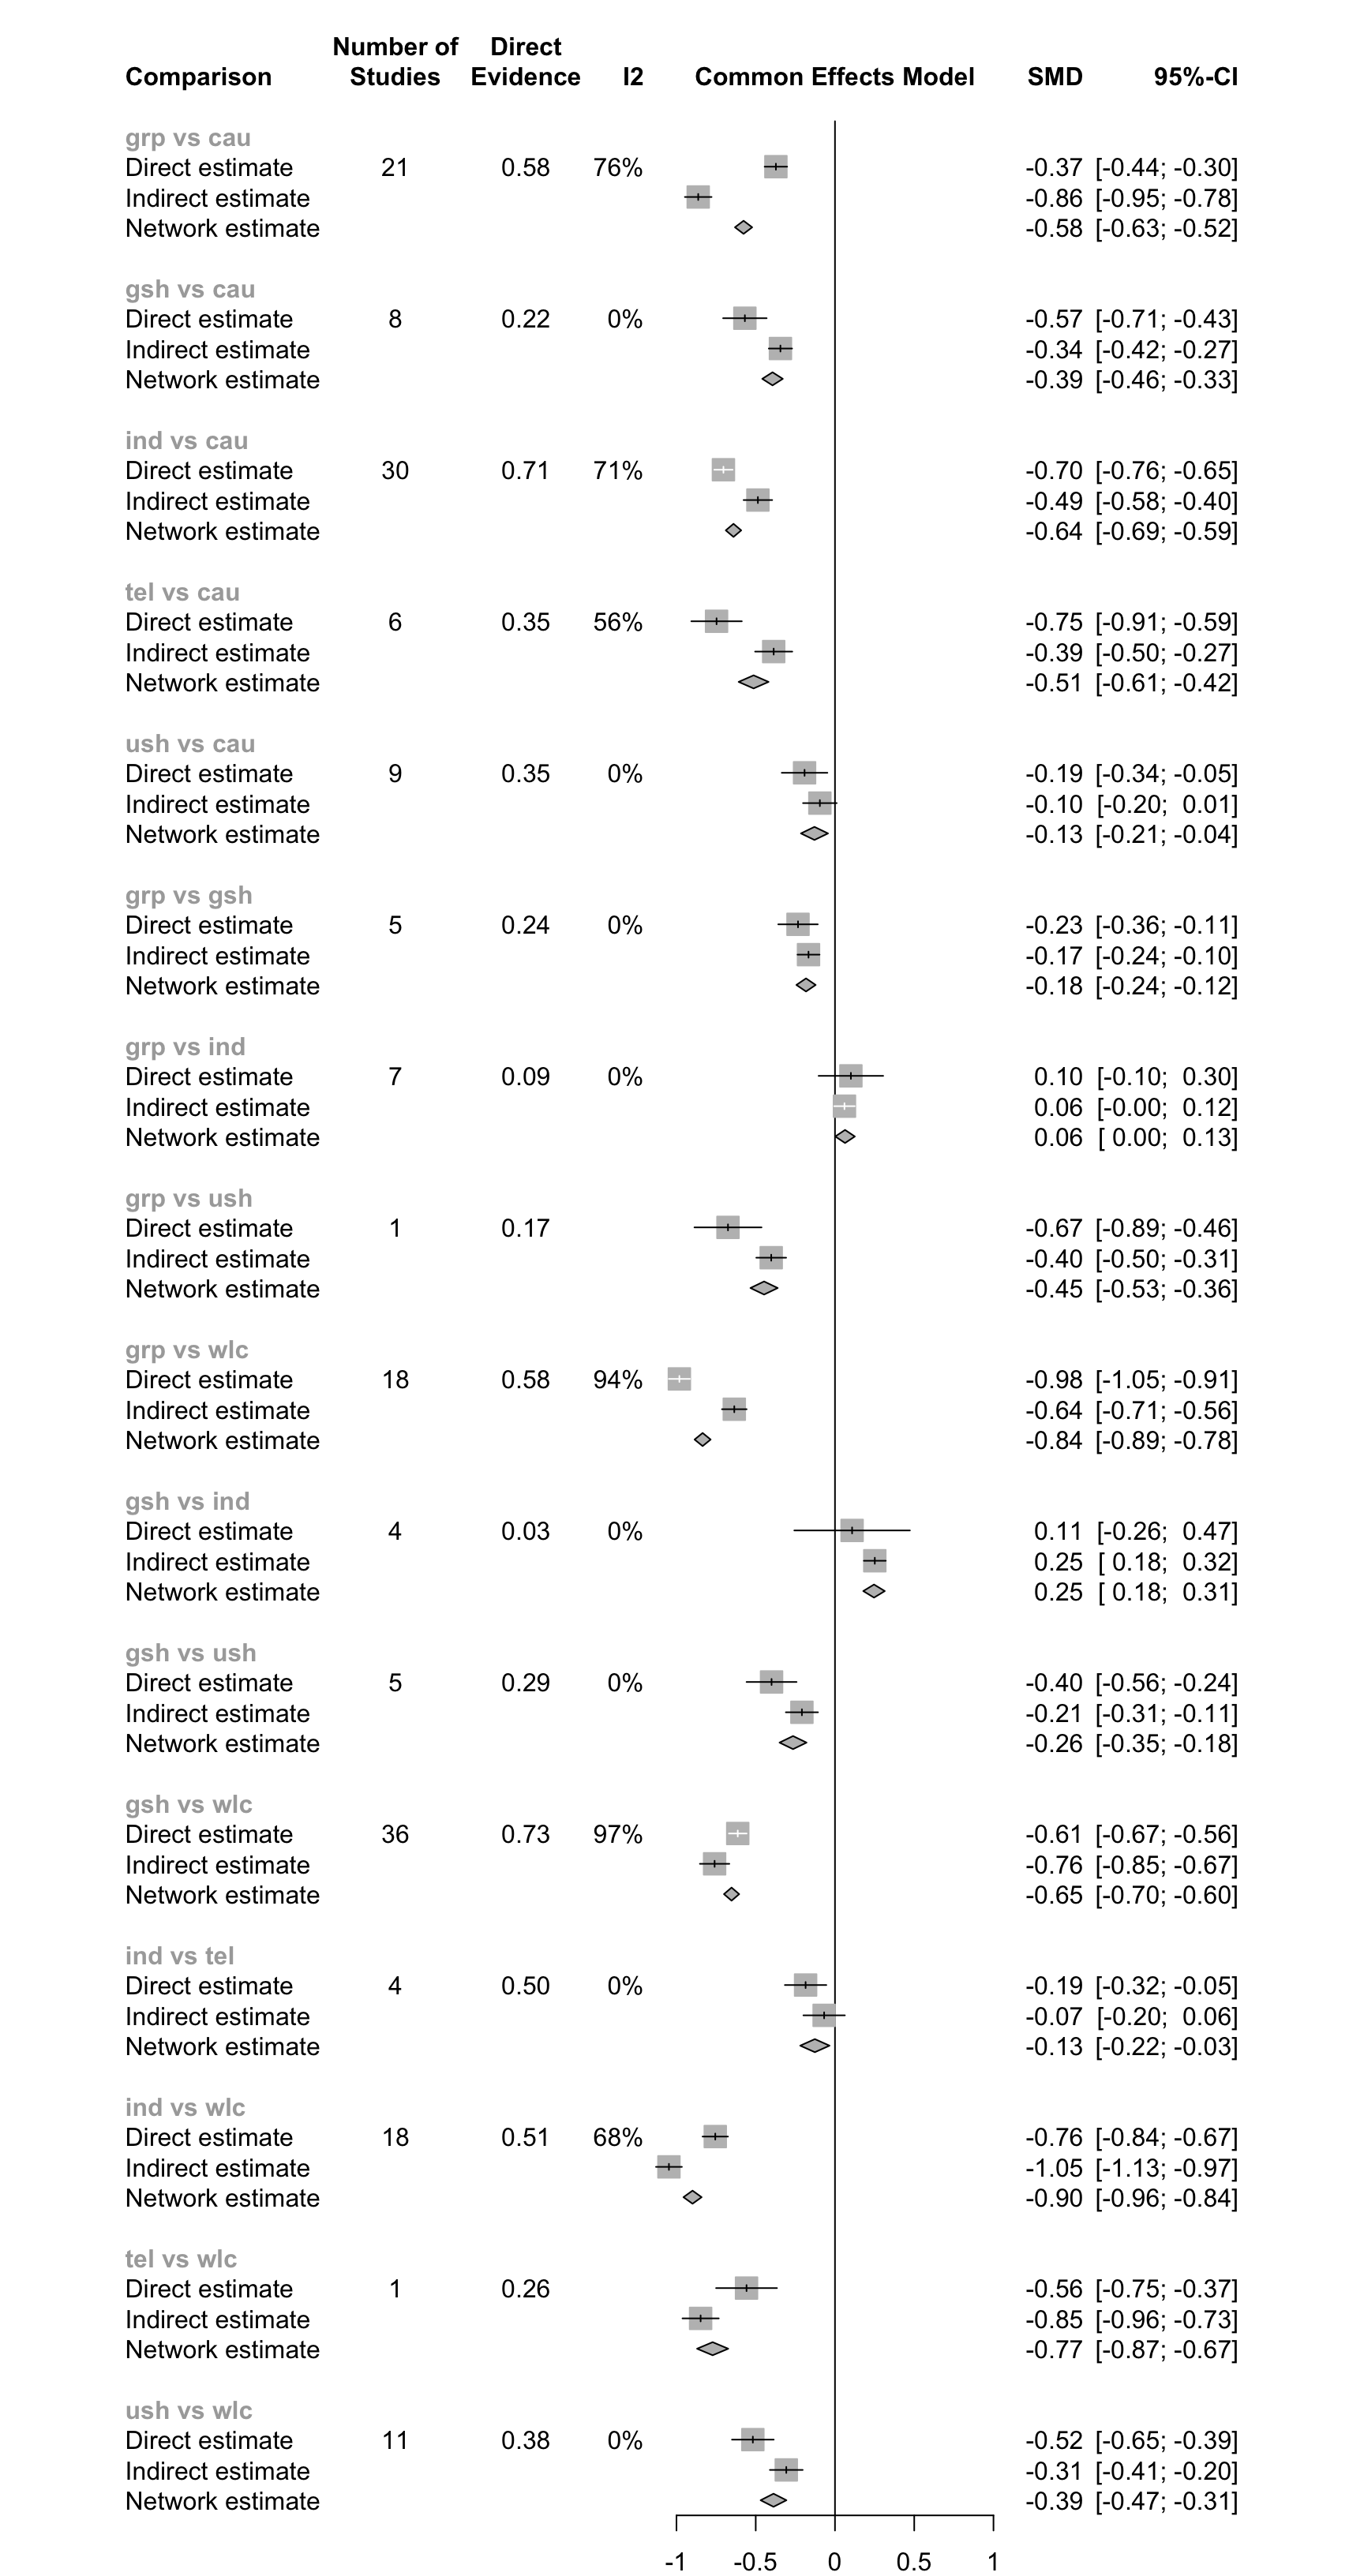 Number of Direct
Comparison Studies Evidence I2 Common Effects Model SMD 95%-CI
grp vs cau
Direct estimate 21 0.58 76% -0.37 [-0.44; -0.30]
Indirect estimate -0.86 [-0.95; -0.78]
Network estimate -0.58 [-0.63; -0.52]
gsh vs cau
Direct estimate 8 0.22 0% -0.57 [-0.71; -0.43]
Indirect estimate -0.34 [-0.42; -0.27]
Network estimate -0.39 [-0.46; -0.33]
ind vs cau
Direct estimate 30 0.71 71% -0.70 [-0.76; -0.65]
Indirect estimate -0.49 [-0.58; -0.40]
Network estimate -0.64 [-0.69; -0.59]
tel vs cau
Direct estimate 6 0.35 56% -0.75 [-0.91; -0.59]
Indirect estimate -0.39 [-0.50; -0.27]
Network estimate -0.51 [-0.61; -0.42]
ush vs cau
Direct estimate 9 0.35 0% -0.19 [-0.34; -0.05]
Indirect estimate -0.10 [-0.20; 0.01]
Network estimate -0.13 [-0.21; -0.04]
grp vs gsh
Direct estimate 5 0.24 0% -0.23 [-0.36; -0.11]
Indirect estimate -0.17 [-0.24; -0.10]
Network estimate -0.18 [-0.24; -0.12]
grp vs ind
Direct estimate 7 0.09 0% 0.10 [-0.10; 0.30]
Indirect estimate 0.06 [-0.00; 0.12]
Network estimate 0.06 [ 0.00; 0.13]
grp vs ush
Direct estimate 1 0.17 -0.67 [-0.89; -0.46]
Indirect estimate -0.40 [-0.50; -0.31]
Network estimate -0.45 [-0.53; -0.36]
grp vs wlc
Direct estimate 18 0.58 94% -0.98 [-1.05; -0.91]
Indirect estimate -0.64 [-0.71; -0.56]
Network estimate -0.84 [-0.89; -0.78]
gsh vs ind
Direct estimate 4 0.03 0% 0.11 [-0.26; 0.47]
Indirect estimate 0.25 [ 0.18; 0.32]
Network estimate 0.25 [ 0.18; 0.31]
gsh vs ush
Direct estimate 5 0.29 0% -0.40 [-0.56; -0.24]
Indirect estimate -0.21 [-0.31; -0.11]
Network estimate -0.26 [-0.35; -0.18]
gsh vs wlc
Direct estimate 36 0.73 97% -0.61 [-0.67; -0.56]
Indirect estimate -0.76 [-0.85; -0.67]
Network estimate -0.65 [-0.70; -0.60]
ind vs tel
Direct estimate 4 0.50 0% -0.19 [-0.32; -0.05]
Indirect estimate -0.07 [-0.20; 0.06]
Network estimate -0.13 [-0.22; -0.03]
ind vs wlc
Direct estimate 18 0.51 68% -0.76 [-0.84; -0.67]
Indirect estimate -1.05 [-1.13; -0.97]
Network estimate -0.90 [-0.96; -0.84]
tel vs wlc
Direct estimate 1 0.26 -0.56 [-0.75; -0.37]
Indirect estimate -0.85 [-0.96; -0.73]
Network estimate -0.77 [-0.87; -0.67]
ush vs wlc
Direct estimate 11 0.38 0% -0.52 [-0.65; -0.39]
Indirect estimate -0.31 [-0.41; -0.20]
Network estimate -0.39 [-0.47; -0.31]
-1 -0.5 0 0.5 1